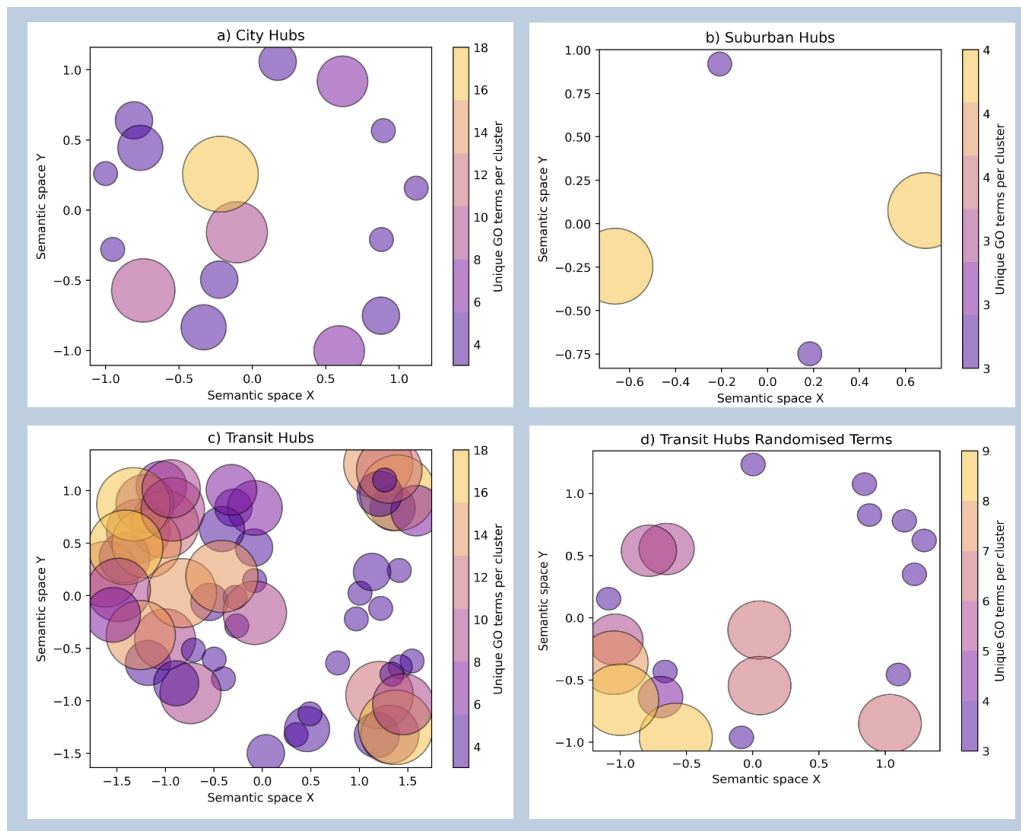 a) City Hubs
1.0
0.5
0.0
−0.5
−1.0
Semantic space Y
−1.0 −0.5 0.0 0.5 1.0
Semantic space X
18
16
14
12
10
8
6
4
Unique GO terms per cluster
b) Suburban Hubs
1.00
0.75
0.50
0.25
0.00
−0.25
−0.50
−0.75
Semantic space Y
−0.6 −0.4 −0.2 0.0 0.2 0.4 0.6
Semantic space X
4
4
4
3
3
3
Unique GO terms per cluster
c) Transit Hubs
1.0
0.5
0.0
−0.5
−1.0
−1.5
Semantic space Y
−1.5 −1.0 −0.5 0.0 0.5 1.0 1.5
Semantic space X
18
16
14
12
10
8
6
4
Unique GO terms per cluster
d) Transit Hubs Randomised Terms
1.0
0.5
0.0
−0.5
−1.0
Semantic space Y
−1.0 −0.5 0.0 0.5 1.0
Semantic space X
9
8
7
6
5
4
3
Unique GO terms per cluster